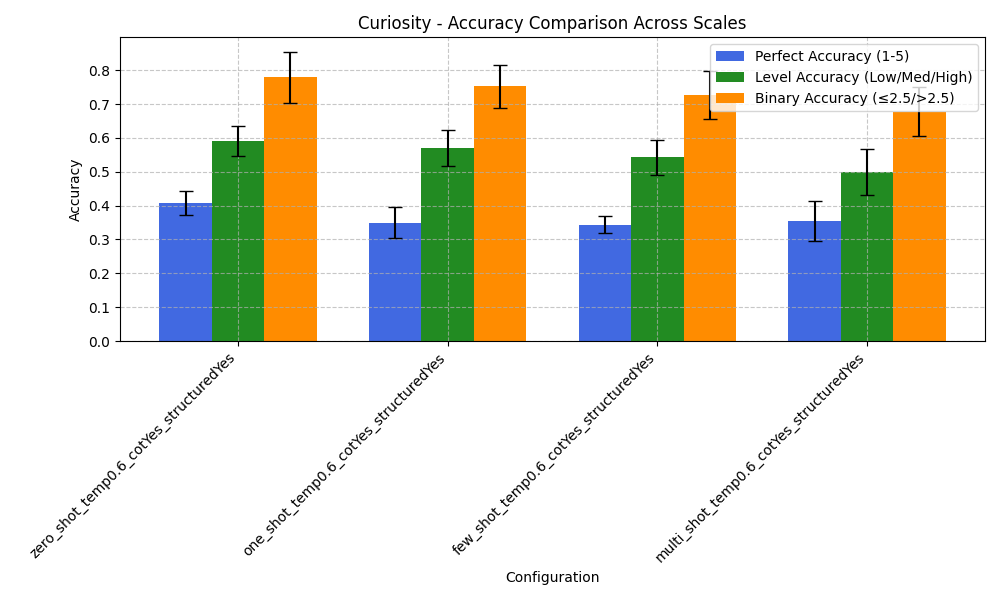 Curiosity - Accuracy Comparison Across Scales
Perfect Accuracy (1-5)
Level Accuracy (Low/Med/High)
Binary Accuracy (≤2.5/>2.5)
Accuracy
0.8
0.7
0.6
0.5
0.4
0.3
0.2
0.1
0.0
zero_shot_temp0.6_cotYes_structuredYes
one_shot_temp0.6_cotYes_structuredYes
few_shot_temp0.6_cotYes_structuredYes
multi_shot_temp0.6_cotYes_structuredYes
Configuration